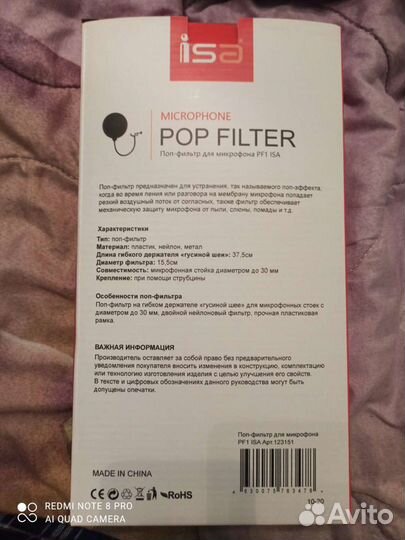 isa
MICROPHONE
POP FILTER
Поп-фильтр для микрофона PF1 ISA
Поп-фильтр предназначен для устранения, так называемого поп-эффекта,
когда во время пения или разговора на мембрану микрофона попадает
резкий воздушный поток от согласных, также фильтр обеспечивает
механическую защиту микрофона от пыли, слюны, помады и т.д.
Характеристики
Тип: поп-фильтр
Материал: пластик, нейлон, метал
Длина гибкого держателя «гусиной шеи»: 37,5см
Диаметр фильтра: 15,5см
Совместимость: микрофонная стойка диаметром до 30 мм
Крепление: при помощи струбцины
Особенности поп-фильтра
Поп-фильтр на гибком держателе «гусиной шее» для микрофонных стоек с
диаметром до 30 мм, двойной нейлоновый фильтр, прочная пластиковая
рамка.
ВАЖНАЯ ИНФОРМАЦИЯ
Производитель оставляет за собой право без предварительного
уведомления покупателя вносить изменения в конструкцию, комплектацию
или технологию изготовления изделия с целью улучшения его свойств.
В тексте и цифровых обозначениях данного руководства могут быть
допущены опечатки.
Поп-фильтр для микрофона
PF1 ISA Арт.123151
MADE IN CHINA
CE EAC RoHS
10-20
REDMI NOTE 8 PRO
AI QUAD CAMERA
Avito